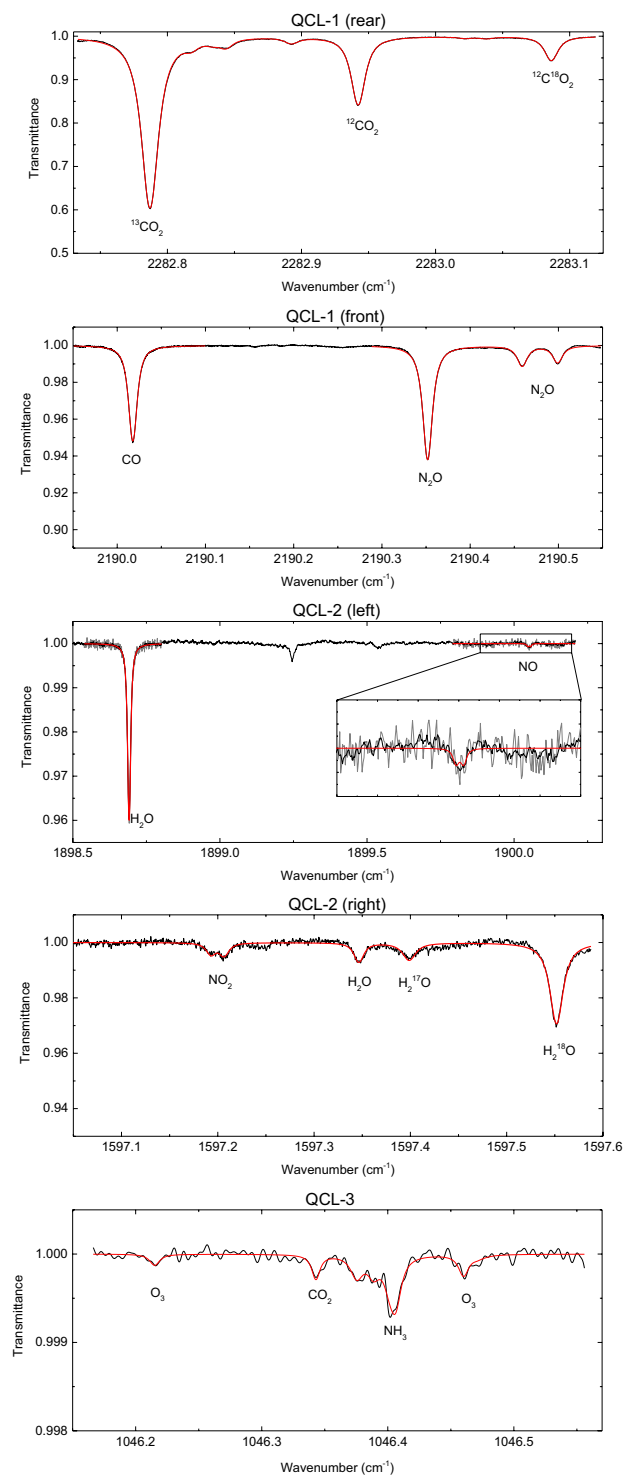 QCL-1 (rear)
1.0
0.9
0.8
0.7
0.6
0.5
Transmittance
¹³CO₂
¹²CO₂
¹²C¹⁸O₂
2282.8 2282.9 2283.0 2283.1
Wavenumber (cm⁻¹)
QCL-1 (front)
1.00
0.98
0.96
0.94
0.92
0.90
Transmittance
CO
N₂O
N₂O
2190.0 2190.1 2190.2 2190.3 2190.4 2190.5
Wavenumber (cm⁻¹)
QCL-2 (left)
1.00
0.99
0.98
0.97
0.96
Transmittance
NO
H₂O
1898.5 1899.0 1899.5 1900.0
Wavenumber (cm⁻¹)
QCL-2 (right)
1.00
0.98
0.96
0.94
Transmittance
NO₂
H₂O
H₂¹⁷O
H₂¹⁸O
1597.1 1597.2 1597.3 1597.4 1597.5 1597.6
Wavenumber (cm⁻¹)
QCL-3
1.000
0.999
0.998
Transmittance
O₃
CO₂
NH₃
O₃
1046.2 1046.3 1046.4 1046.5
Wavenumber (cm⁻¹)